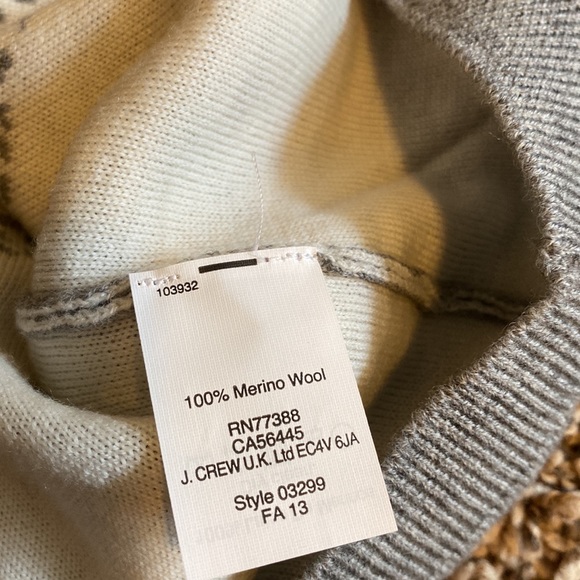 103932
100% Merino Wool
RN77388
CA56445
J. CREW U.K. Ltd EC4V 6JA
Style 03299
FA 13